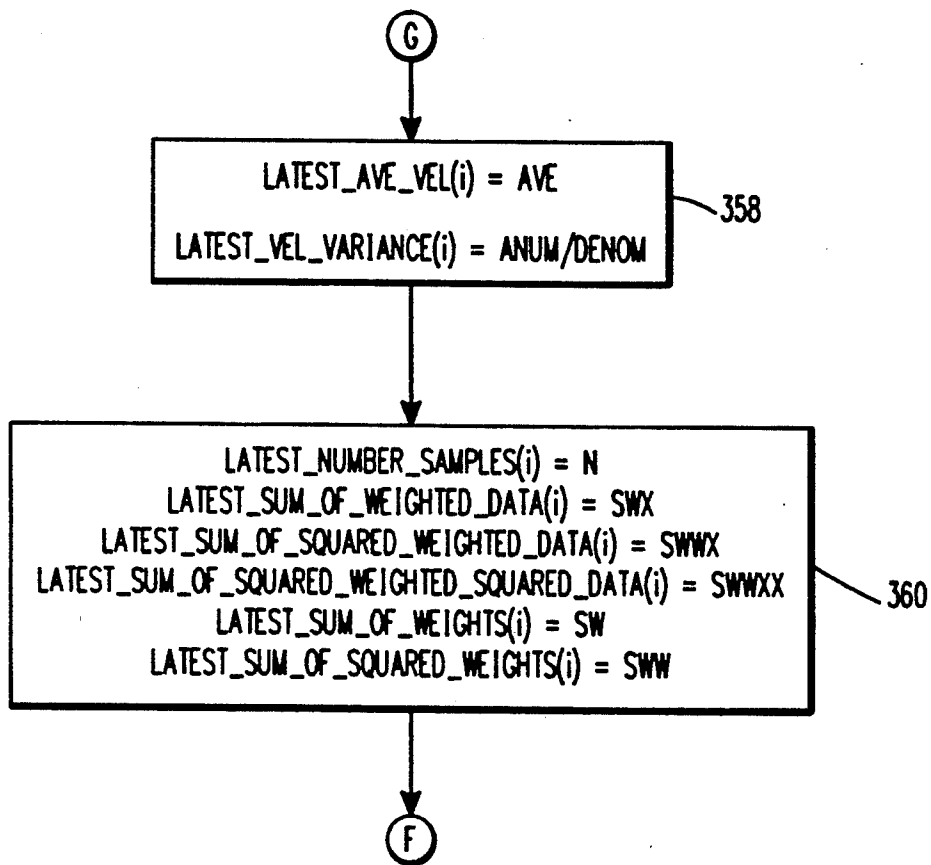 G
LATEST_AVE_VEL(i) = AVE
LATEST_VEL_VARIANCE(i) = ANUM/DENOM
358
LATEST_NUMBER_SAMPLES(i) = N
LATEST_SUM_OF_WEIGHTED_DATA(i) = SWX
LATEST_SUM_OF_SQUARED_WEIGHTED_DATA(i) = SWWX
LATEST_SUM_OF_SQUARED_WEIGHTED_SQUARED_DATA(i) = SWWXX
LATEST_SUM_OF_WEIGHTS(i) = SW
LATEST_SUM_OF_SQUARED_WEIGHTS(i) = SWW
360
F